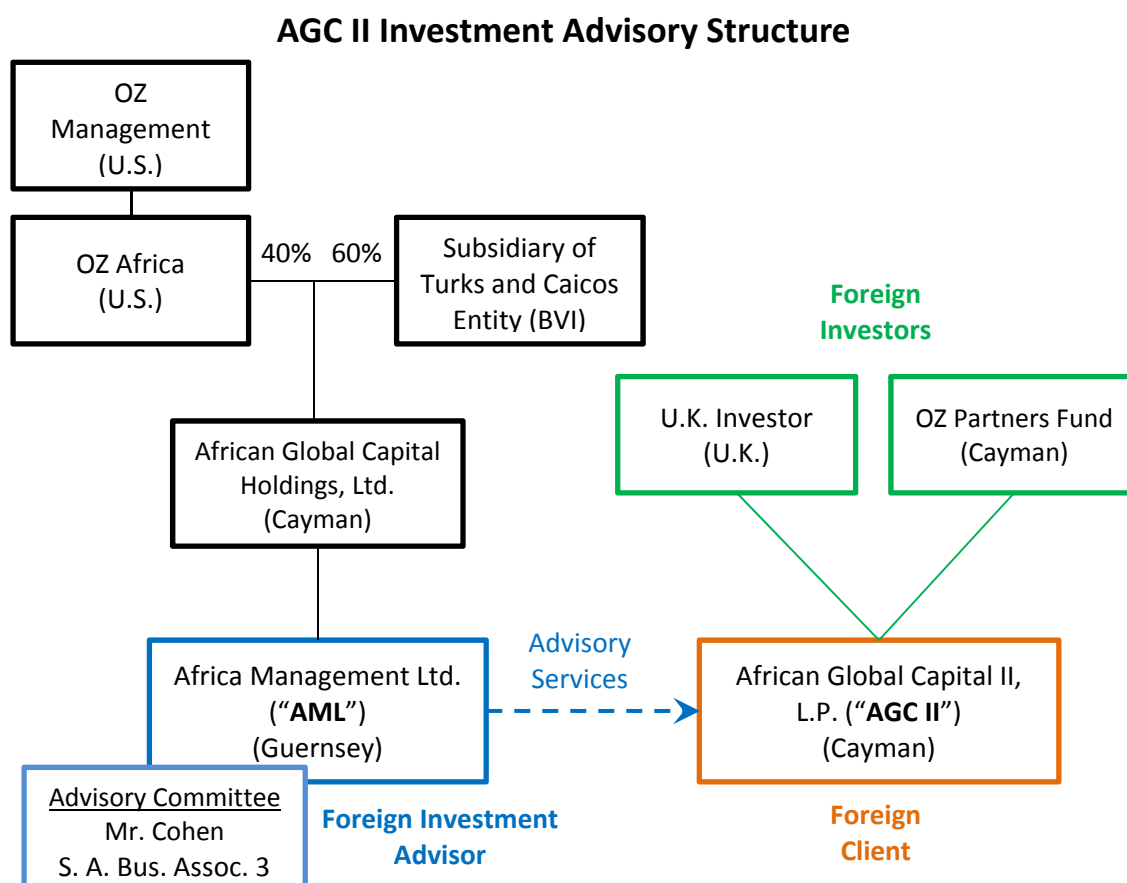 AGC II Investment Advisory Structure
OZ
Management
(U.S.)
OZ Africa
(U.S.)
40% 60%
Subsidiary of
Turks and Caicos
Entity (BVI)
Foreign
Investors
U.K. Investor
(U.K.)
OZ Partners Fund
(Cayman)
African Global Capital
Holdings, Ltd.
(Cayman)
Africa Management Ltd.
(“AML”)
(Guernsey)
Advisory
Services
African Global Capital II,
L.P. (“AGC II”)
(Cayman)
Advisory Committee
Mr. Cohen
S. A. Bus. Assoc. 3
Foreign Investment
Advisor
Foreign
Client